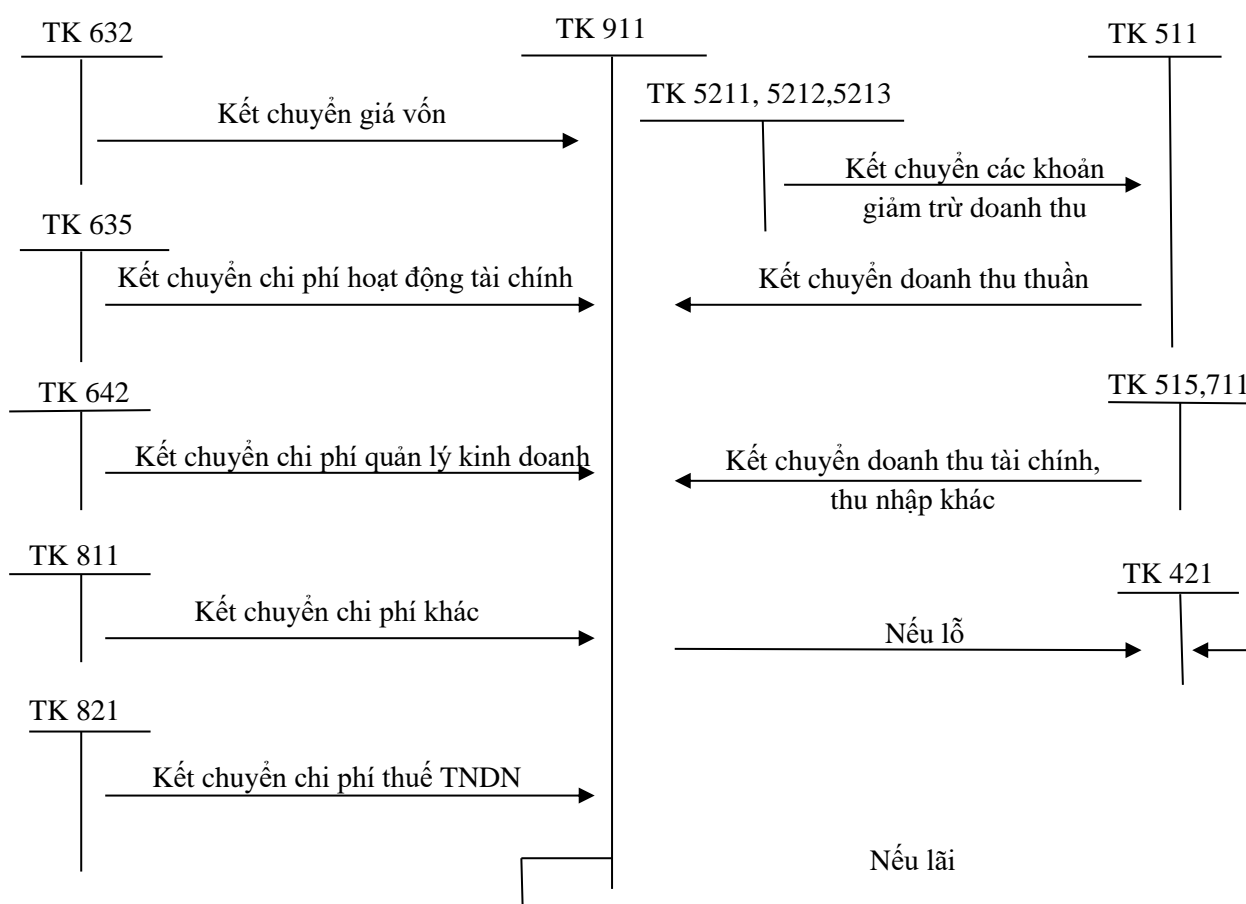 TK 632
TK 911
TK 511
TK 5211, 5212,5213
Kết chuyển giá vốn
Kết chuyển các khoản
giảm trừ doanh thu
TK 635
Kết chuyển chi phí hoạt động tài chính
Kết chuyển doanh thu thuần
TK 642
TK 515,711
Kết chuyển chi phí quản lý kinh doanh
Kết chuyển doanh thu tài chính,
thu nhập khác
TK 811
TK 421
Kết chuyển chi phí khác
Nếu lỗ
TK 821
Kết chuyển chi phí thuế TNDN
Nếu lãi